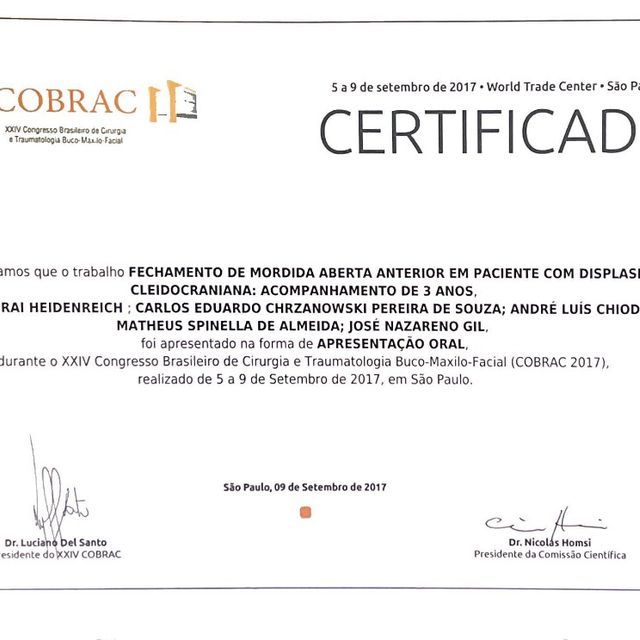 COBRAC
XXIV Congresso Brasileiro de Cirurgia
e Traumatologia Buco-Maxilo-Facial
5 a 9 de setembro de 2017 • World Trade Center • São Pa
CERTIFICAD
amos que o trabalho FECHAMENTO DE MORDIDA ABERTA ANTERIOR EM PACIENTE COM DISPLASI
CLEIDOCRANIANA: ACOMPANHAMENTO DE 3 ANOS,
RAI HEIDENREICH ; CARLOS EDUARDO CHRZANOWSKI PEREIRA DE SOUZA; ANDRÉ LUÍS CHIOD
MATHEUS SPINELLA DE ALMEIDA; JOSÉ NAZARENO GIL,
foi apresentado na forma de APRESENTAÇÃO ORAL,
durante o XXIV Congresso Brasileiro de Cirurgia e Traumatologia Buco-Maxilo-Facial (COBRAC 2017),
realizado de 5 a 9 de Setembro de 2017, em São Paulo.
São Paulo, 09 de Setembro de 2017
Dr. Luciano Del Santo
esidente do XXIV COBRAC
Dr. Nicolas Homsi
Presidente da Comissão Científica